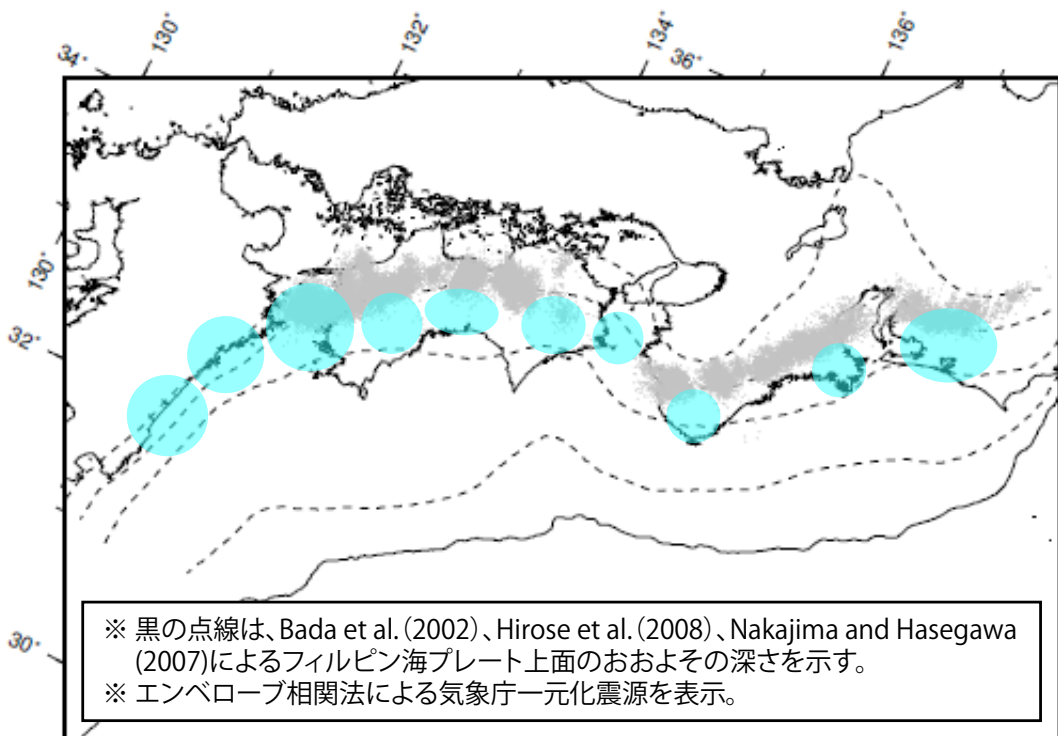 34° 130° 132° 134° 36° 136°
130°
32°
30°
※ 黒の点線は、Bada et al.(2002)、Hirose et al.(2008)、Nakajima and Hasegawa
(2007)によるフィルピン海プレート上面のおおよその深さを示す。
※ エンベローブ相関法による気象庁一元化震源を表示。